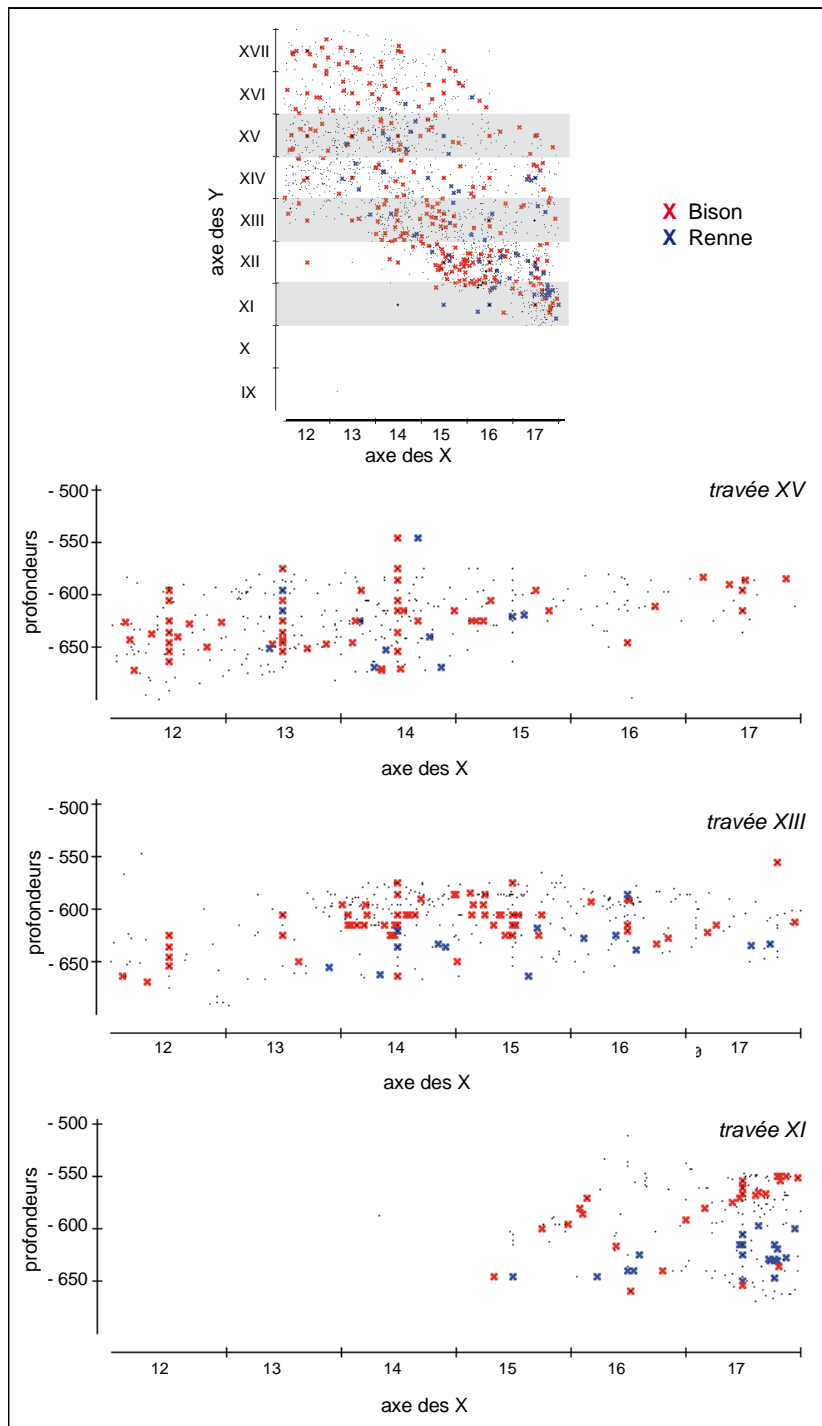 XVII
XVI
XV
XIV
XIII
XII
XI
X
IX
axe des Y
12 13 14 15 16 17
axe des X
X Bison
X Renne
travée XV
- 500
- 550
- 600
- 650
profondeurs
12 13 14 15 16 17
axe des X
travée XIII
- 500
- 550
- 600
- 650
profondeurs
12 13 14 15 16 17
axe des X
travée XI
- 500
- 550
- 600
- 650
profondeurs
12 13 14 15 16 17
axe des X